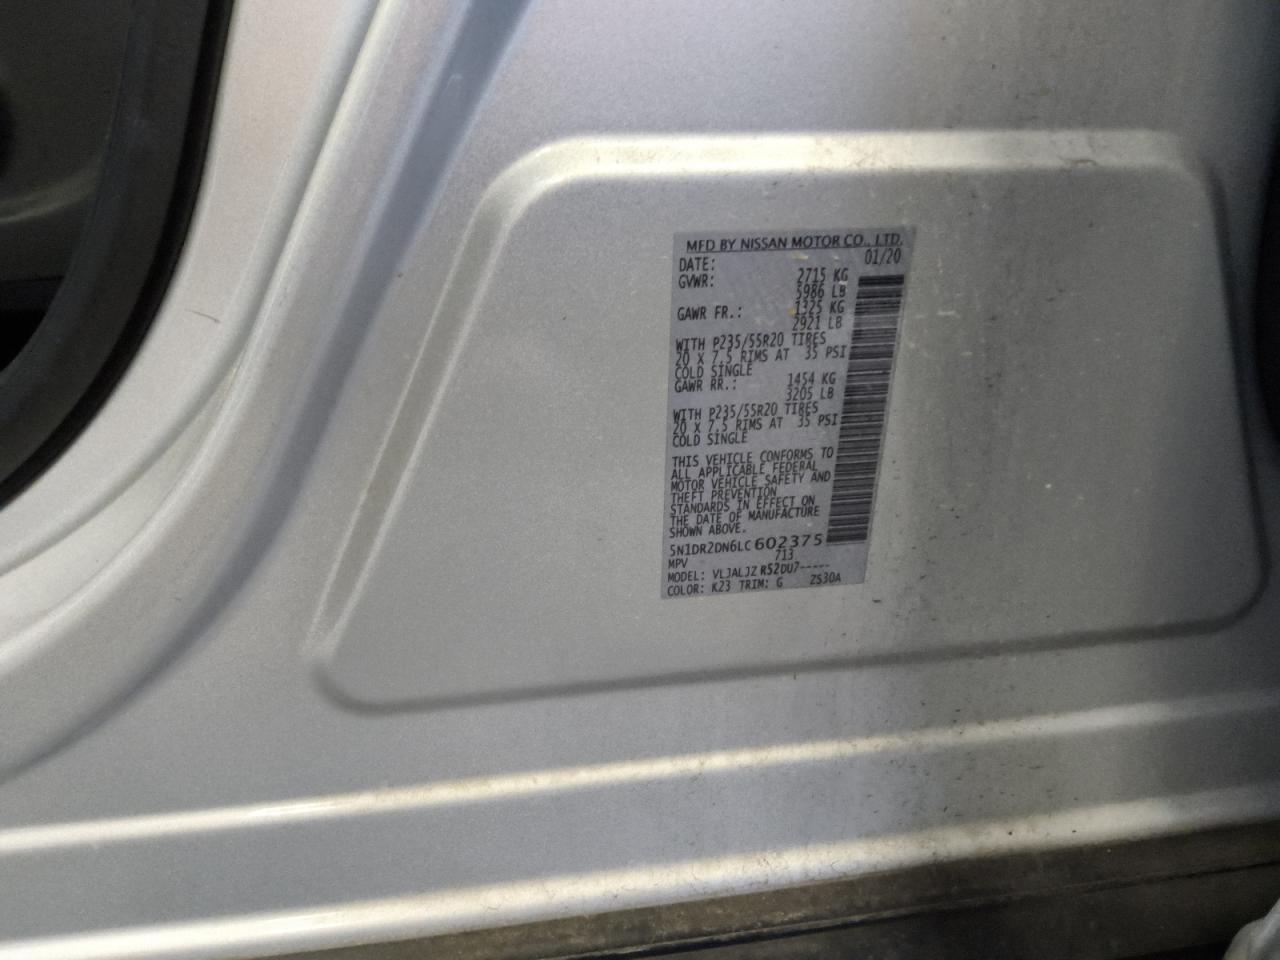 MFD BY NISSAN MOTOR CO., LTD.
DATE: 01/20
GVWR: 2715 KG
5986 LB
GAWR FR.: 1325 KG
2921 LB
WITH P235/55R20 TIRES
20 X 7.5 RIMS AT 35 PSI
COLD SINGLE
GAWR RR.: 1454 KG
3205 LB
WITH P235/55R20 TIRES
20 X 7.5 RIMS AT 35 PSI
COLD SINGLE
THIS VEHICLE CONFORMS TO
ALL APPLICABLE FEDERAL
MOTOR VEHICLE SAFETY AND
THEFT PREVENTION
STANDARDS IN EFFECT ON
THE DATE OF MANUFACTURE
SHOWN ABOVE.
5N1DR2DN6LC602375
MPV 713
MODEL: VLJALJZ RS2DU7-----
COLOR: K23 TRIM: G ZS30A